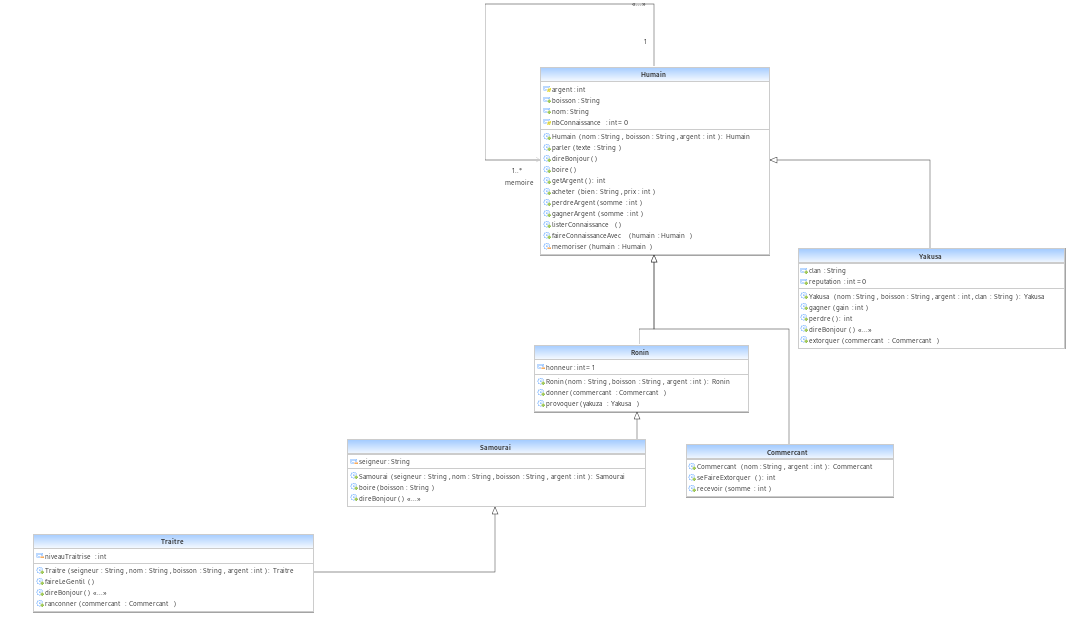 «...»
1
Humain
argent : int
boisson : String
nom : String
nbConnaissance : int = 0
Humain (nom : String, boisson : String, argent : int) : Humain
parler (texte : String)
direBonjour ()
boire ()
getArgent () : int
acheter (bien : String, prix : int)
perdreArgent (somme : int)
gagnerArgent (somme : int)
listerConnaissance ()
faireConnaissanceAvec (humain : Humain)
memoriser (humain : Humain)
1..*
memoire
Yakusa
clan : String
reputation : int = 0
Yakusa (nom : String, boisson : String, argent : int, clan : String) : Yakusa
gagner (gain : int)
perdre () : int
direBonjour () «...»
extorquer (commercant : Commercant)
Ronin
honneur : int = 1
Ronin (nom : String, boisson : String, argent : int) : Ronin
donner (commercant : Commercant)
provoquer (yakuza : Yakusa)
Samourai
seigneur : String
Samourai (seigneur : String, nom : String, boisson : String, argent : int) : Samourai
boire (boisson : String)
direBonjour () «...»
Commercant
Commercant (nom : String, argent : int) : Commercant
seFaireExtorquer () : int
recevoir (somme : int)
Traitre
niveauTraitrise : int
Traitre (seigneur : String, nom : String, boisson : String, argent : int) : Traitre
faireLeGentil ()
direBonjour () «...»
ranconner (commercant : Commercant)